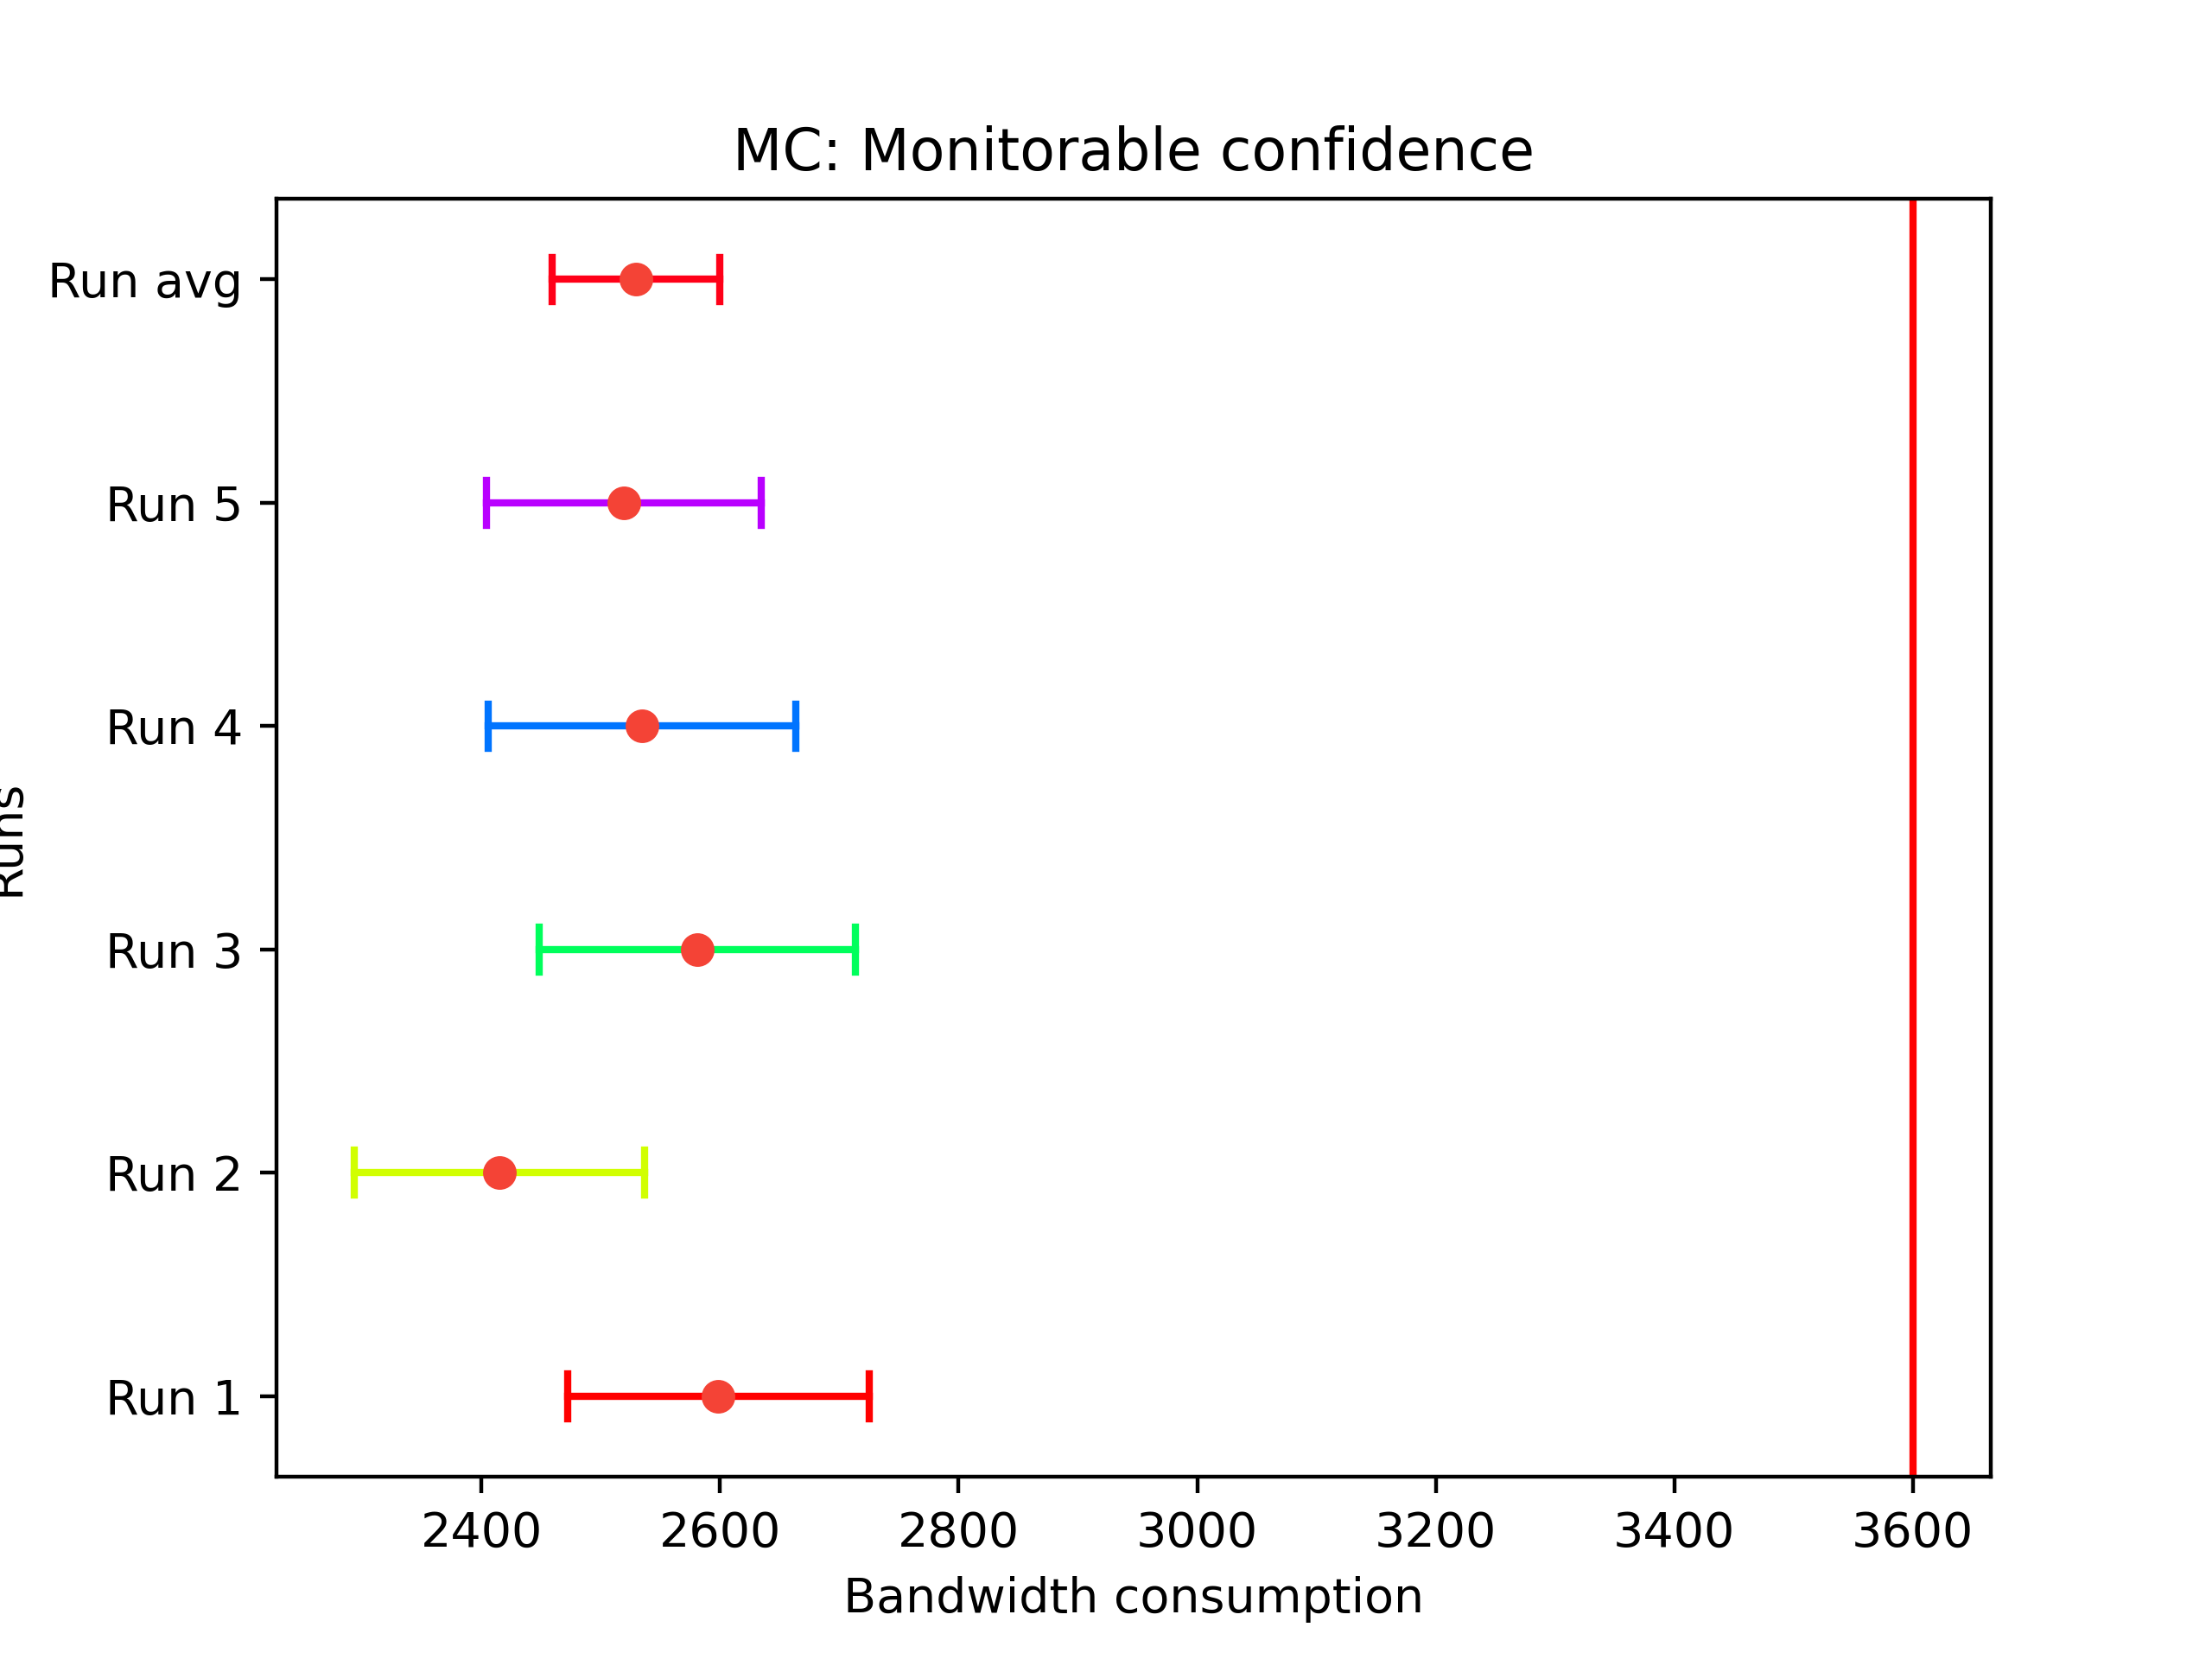 MC: Monitorable confidence
Run avg
Run 5
Run 4
Runs
Run 3
Run 2
Run 1
2400 2600 2800 3000 3200 3400 3600
Bandwidth consumption